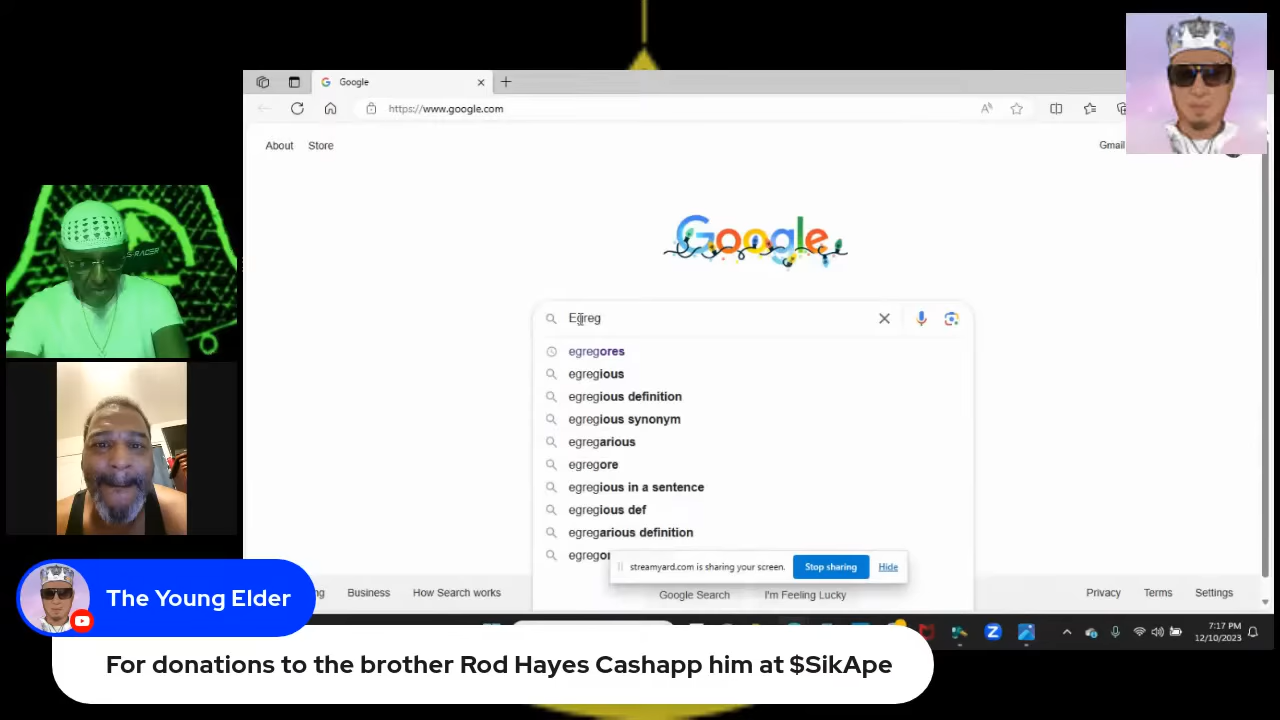 Google
https://www.google.com
About Store
Gmail
Google
S-RACER
Egreg
egregores
egregious
egregious definition
egregious synonym
egregarious
egregore
egregious in a sentence
egregious def
egregarious definition
streamyard.com is sharing your screen.
Stop sharing
Hide
Business
How Search works
Google Search
I'm Feeling Lucky
Privacy
Terms
Settings
The Young Elder
7:17 PM
12/10/2023
For donations to the brother Rod Hayes Cashapp him at $SikApe